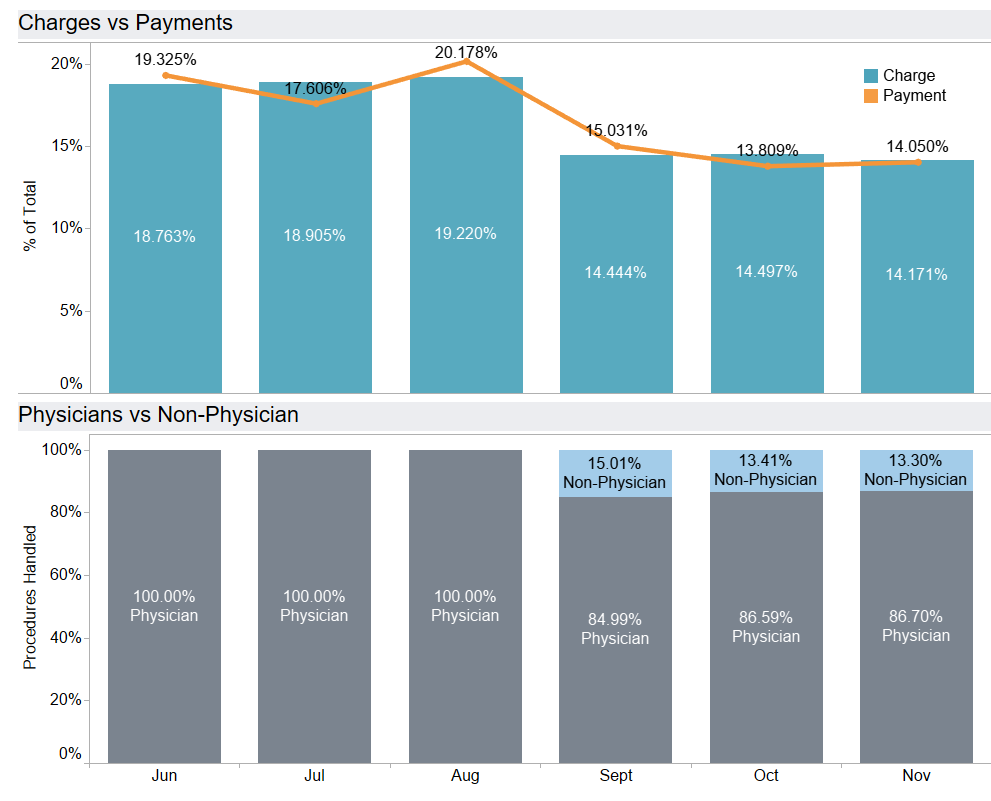 Charges vs Payments
20%
15%
10%
5%
0%
% of Total
19.325%
17.606%
20.178%
15.031%
13.809%
14.050%
Charge
Payment
18.763%
18.905%
19.220%
14.444%
14.497%
14.171%
Physicians vs Non-Physician
100%
80%
60%
40%
20%
0%
Procedures Handled
15.01%
Non-Physician
13.41%
Non-Physician
13.30%
Non-Physician
100.00%
Physician
100.00%
Physician
100.00%
Physician
84.99%
Physician
86.59%
Physician
86.70%
Physician
Jun
Jul
Aug
Sept
Oct
Nov